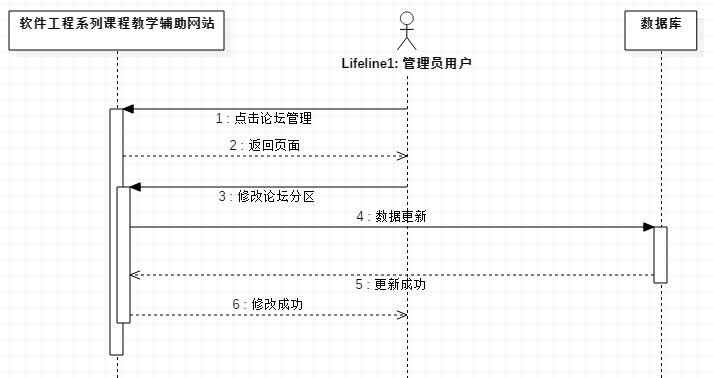 软件工程系列课程教学辅助网站
数据库
Lifeline1: 管理员用户
1 : 点击论坛管理
2 : 返回页面
3 : 修改论坛分区
4 : 数据更新
5 : 更新成功
6 : 修改成功